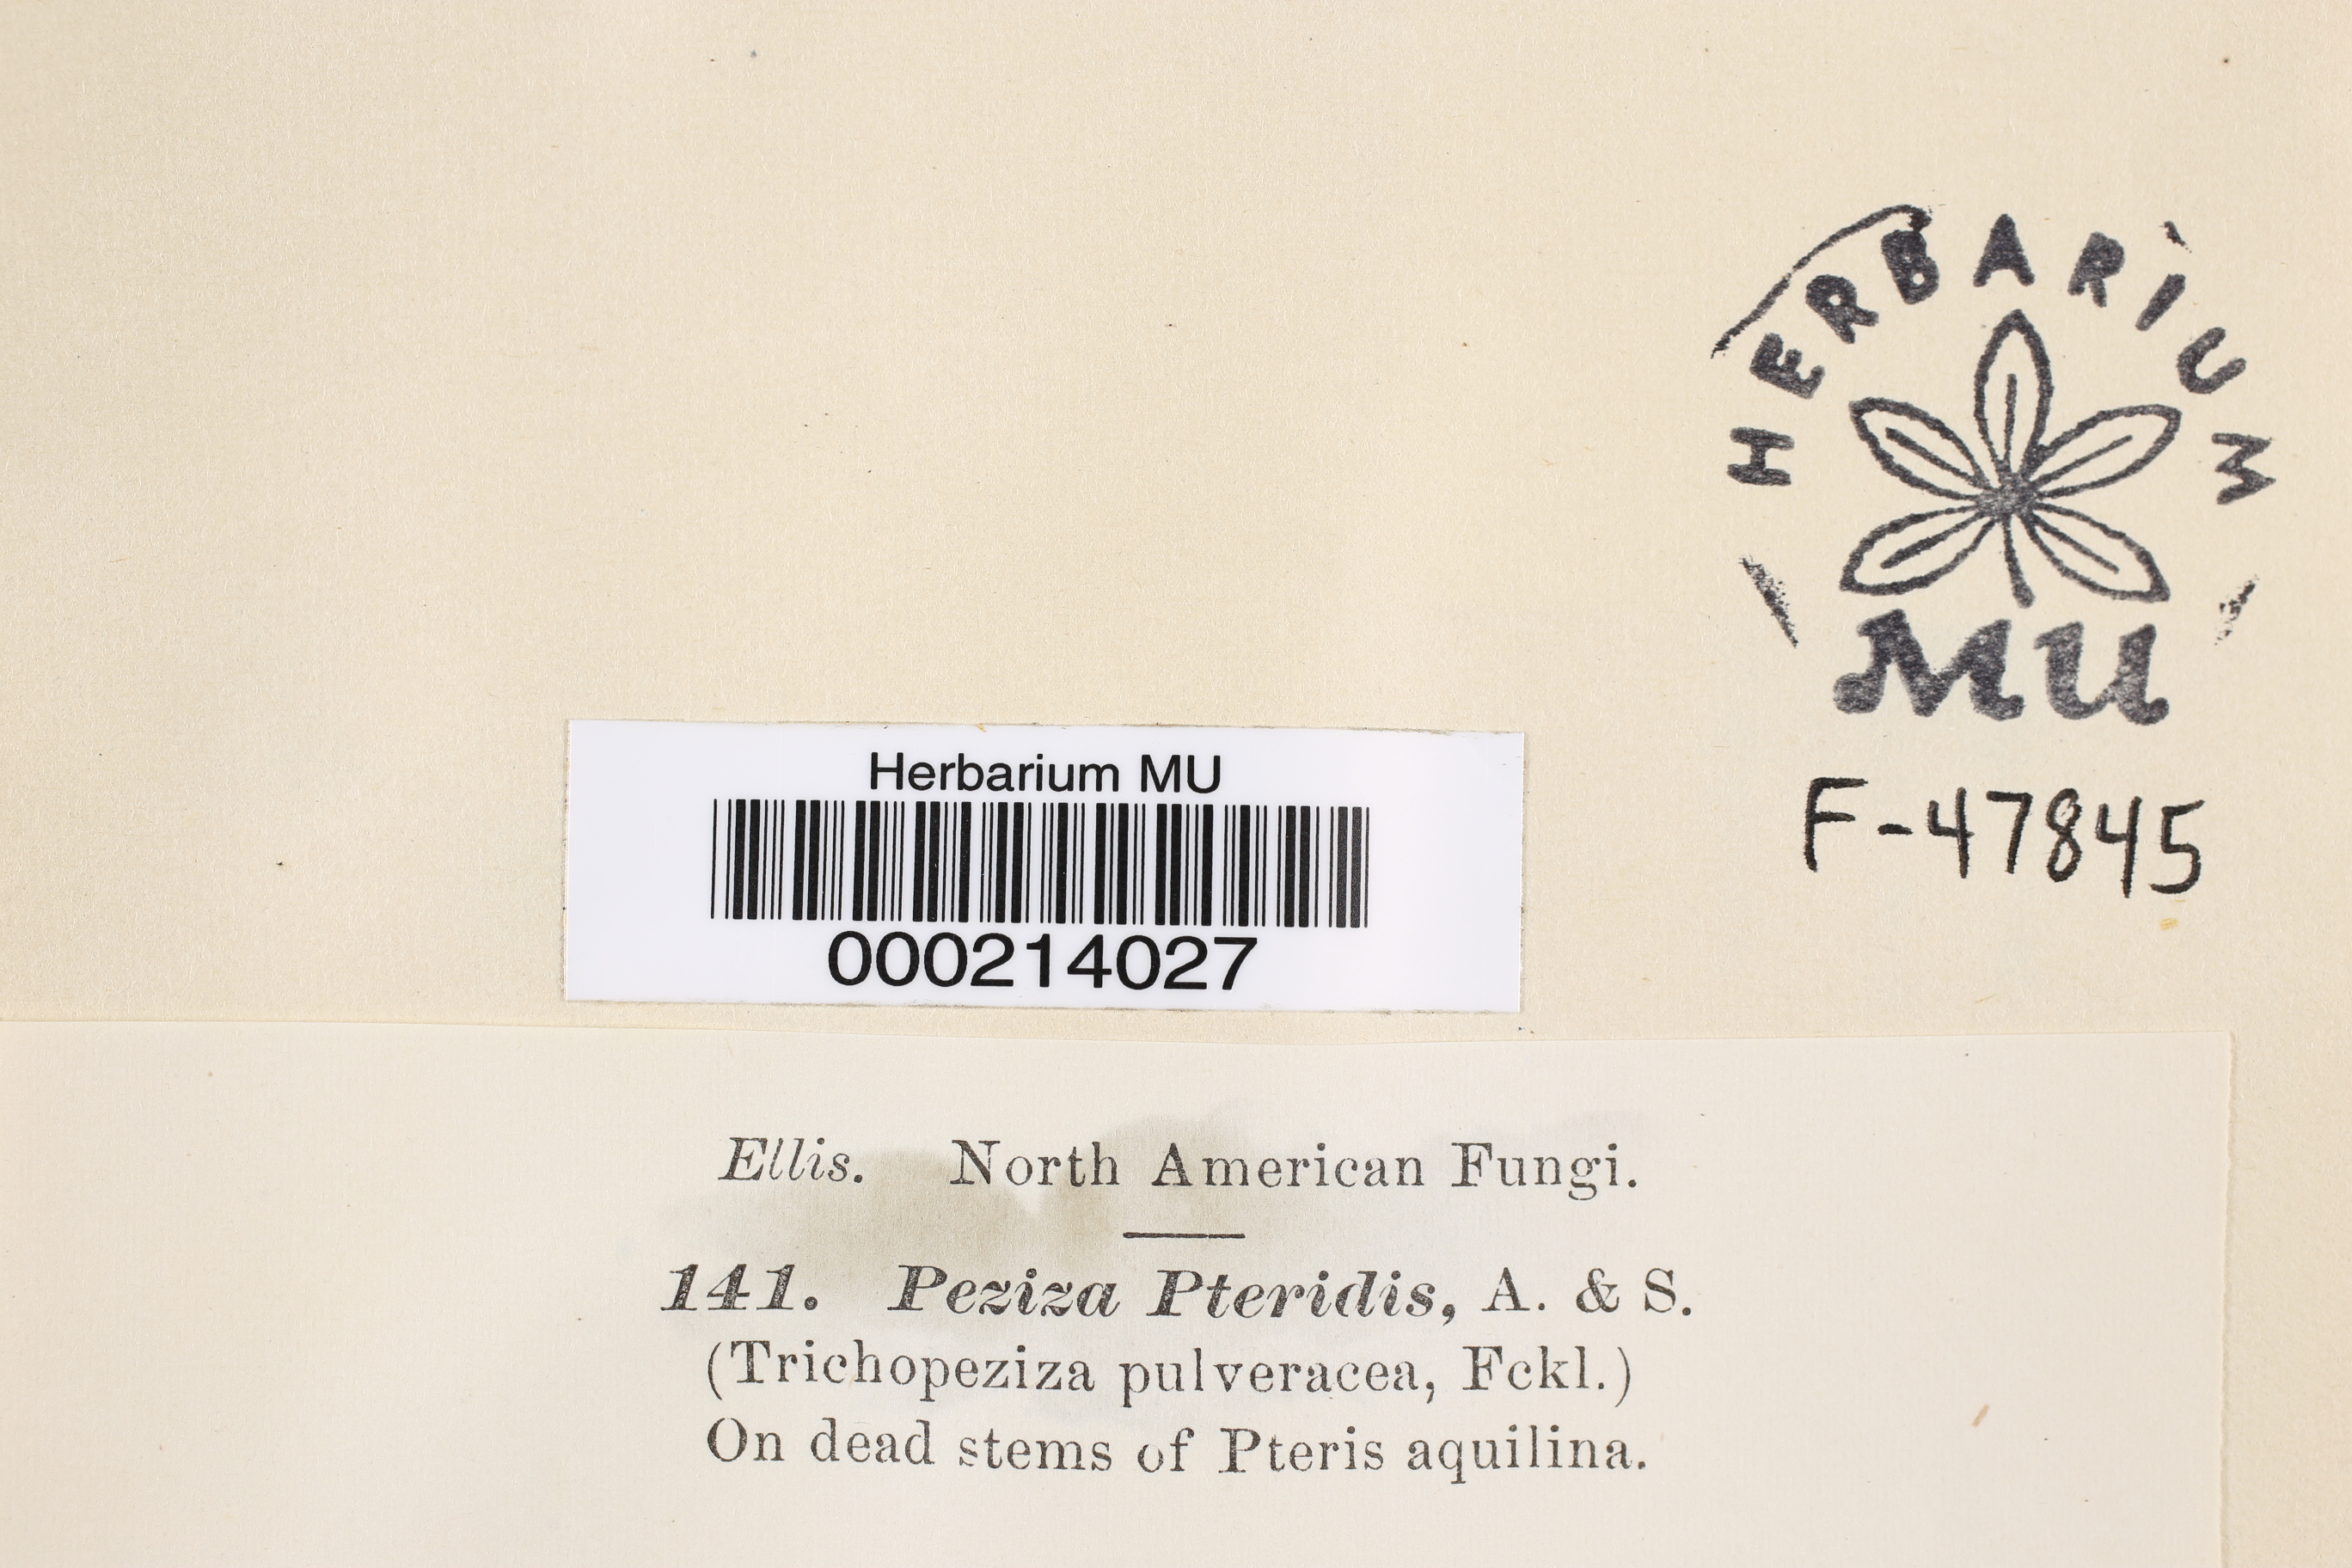 HERBARIUM
MU
F-47845
Herbarium MU
000214027
Ellis. North American Fungi.
141. Peziza Pteridis, A. & S.
(Trichopeziza pulveracea, Fckl.)
On dead stems of Pteris aquilina.